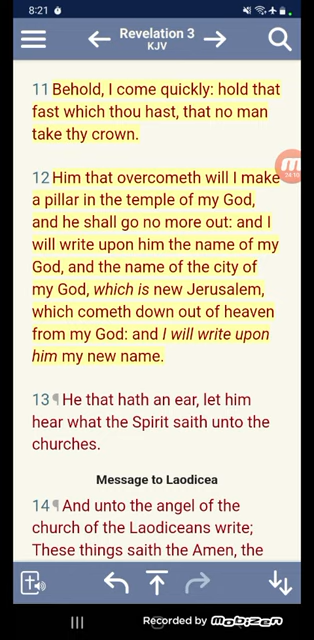 8:21
Revelation 3
KJV
11 Behold, I come quickly: hold that
fast which thou hast, that no man
take thy crown.
12 Him that overcometh will I make
a pillar in the temple of my God,
and he shall go no more out: and I
will write upon him the name of my
God, and the name of the city of
my God, which is new Jerusalem,
which cometh down out of heaven
from my God: and I will write upon
him my new name.
13 ¶ He that hath an ear, let him
hear what the Spirit saith unto the
churches.
Message to Laodicea
14 ¶ And unto the angel of the
church of the Laodiceans write;
These things saith the Amen, the
Recorded by mobizen